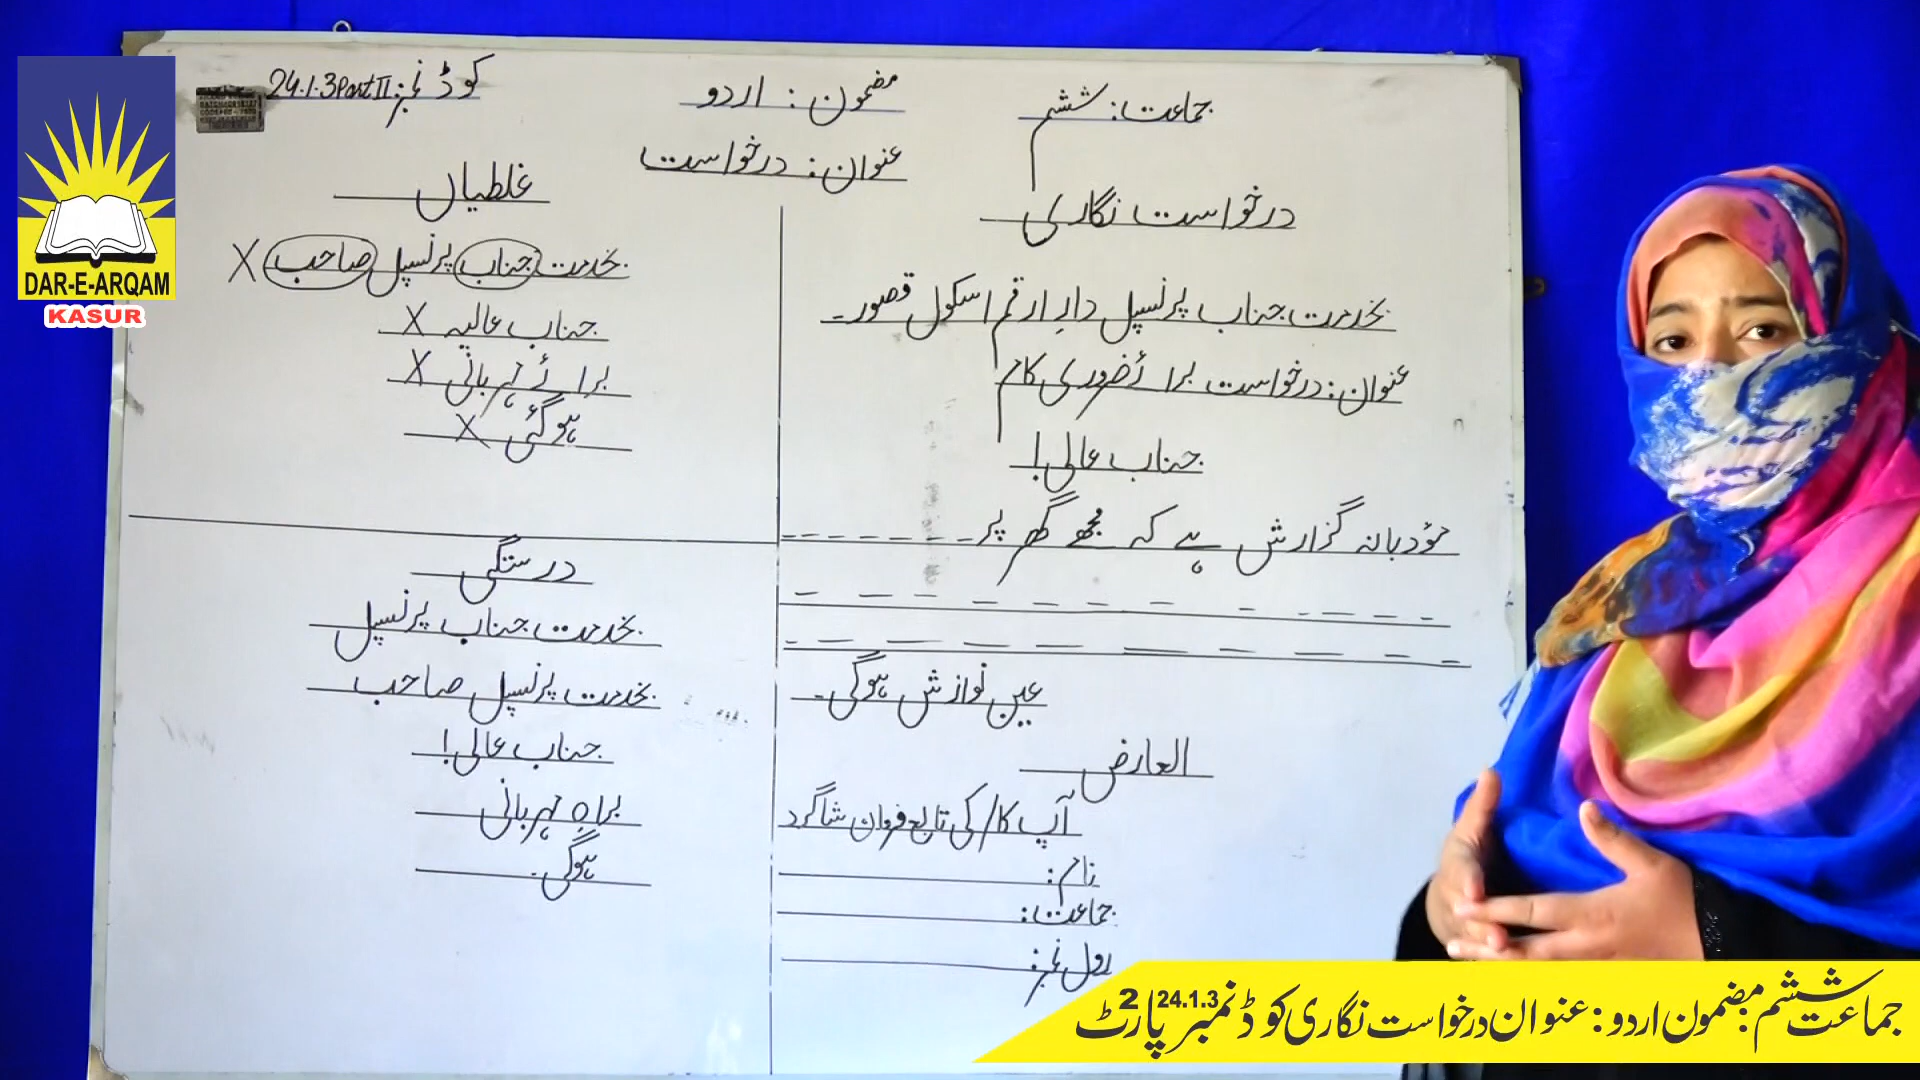 جماعت: ششم
مضمون: اردو
کوڈ نمبر: 24.1.3 Part II
عنوان: درخواست
درخواست نگاری
بخدمت جناب پرنسپل دارِ ارقم اسکول قصور۔
عنوان: درخواست برائے ضروری کام
جناب عالی!
مؤدبانہ گزارش ہے کہ مجھے گھر پر-------
عین نوازش ہوگی۔
العارض
آپ کا/کی تابع فرمان شاگرد
نام:
جماعت:
رول نمبر:
غلطیاں
بخدمت جناب پرنسپل صاحب X
جناب عالیہ X
برائے مہربانی X
ہوگئی X
درستگی
بخدمت جناب پرنسپل
بخدمت پرنسپل صاحب
جناب عالی!
براہِ مہربانی
ہوگی۔
DAR-E-ARQAM
KASUR
جماعت ششم: مضمون اردو: عنوان درخواست نگاری کوڈ نمبر 24.1.3 پارٹ 2